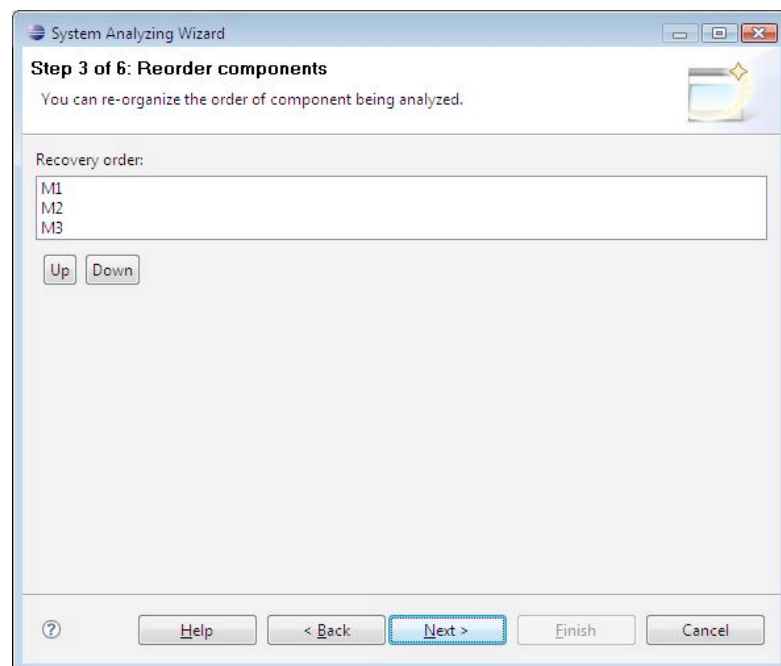 System Analyzing Wizard
Step 3 of 6: Reorder components
You can re-organize the order of component being analyzed.
Recovery order:
M1
M2
M3
Up Down
Help < Back Next > Finish Cancel